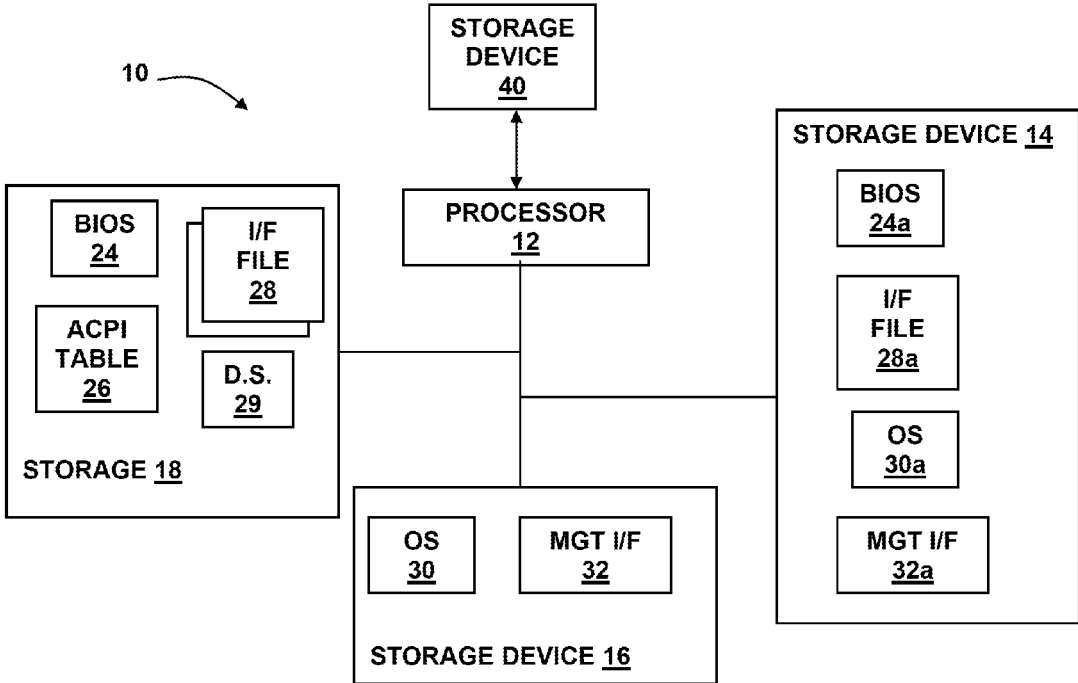 STORAGE
DEVICE
40
10
PROCESSOR
12
BIOS
24
I/F
FILE
28
ACPI
TABLE
26
D.S.
29
STORAGE 18
OS
30
MGT I/F
32
STORAGE DEVICE 16
STORAGE DEVICE 14
BIOS
24a
I/F
FILE
28a
OS
30a
MGT I/F
32a